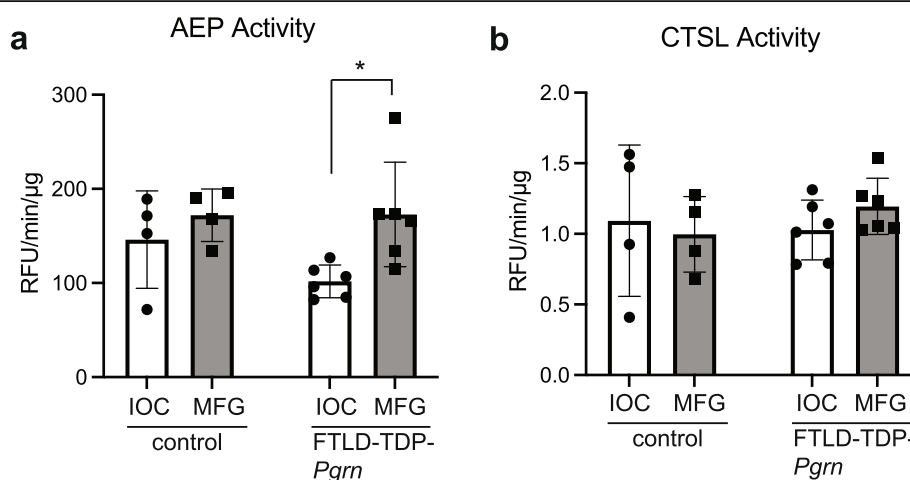 a
AEP Activity
RFU/min/µg
300
200
100
0
*
IOC MFG IOC MFG
control FTLD-TDP-
Pgrn
b
CTSL Activity
RFU/min/µg
2.0
1.5
1.0
0.5
0.0
IOC MFG IOC MFG
control FTLD-TDP-
Pgrn